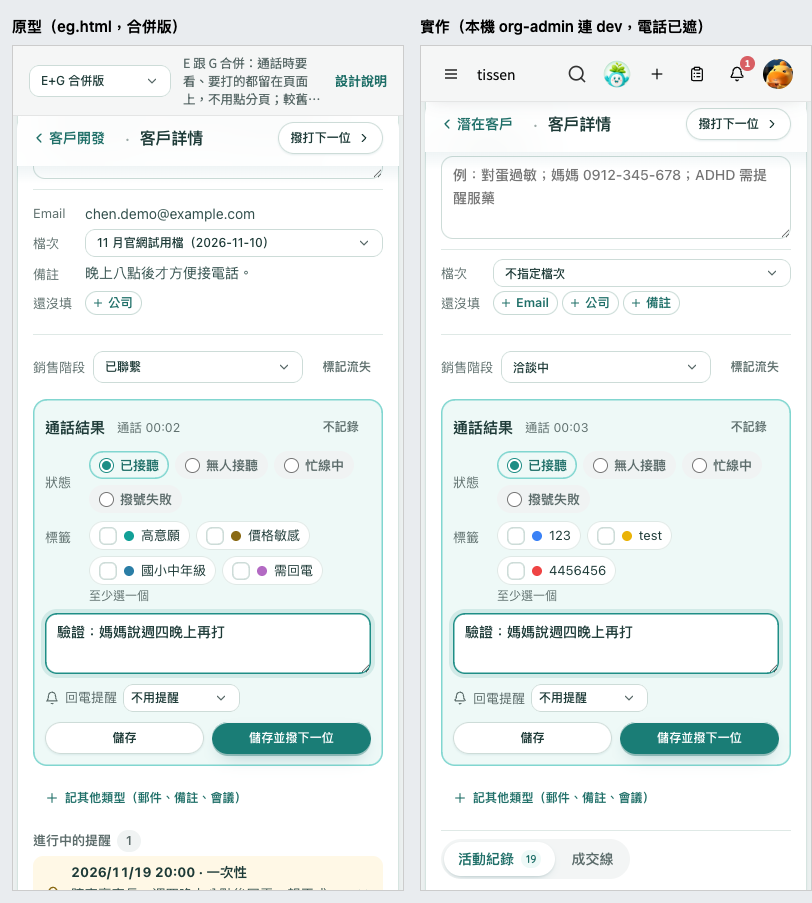 原型（eg.html，合併版）
E+G 合併版
E 跟 G 合併：通話時要
看、要打的都留在頁面
上，不用點分頁；較舊…
設計說明
客戶開發 · 客戶詳情
撥打下一位
Email chen.demo@example.com
檔次 11 月官網試用檔（2026-11-10）
備註 晚上八點後才方便接電話。
還沒填 + 公司
銷售階段 已聯繫 標記流失
通話結果 通話 00:02 不記錄
狀態 已接聽 無人接聽 忙線中
撥號失敗
標籤 高意願 價格敏感
國小中年級 需回電
至少選一個
驗證：媽媽說週四晚上再打
回電提醒 不用提醒
儲存 儲存並撥下一位
+ 記其他類型（郵件、備註、會議）
進行中的提醒 1
2026/11/19 20:00 · 一次性
實作（本機 org-admin 連 dev，電話已遮）
tissen 1
潛在客戶 · 客戶詳情
撥打下一位
例：對蛋過敏；媽媽 0912-345-678；ADHD 需提
醒服藥
檔次 不指定檔次
還沒填 + Email + 公司 + 備註
銷售階段 洽談中 標記流失
通話結果 通話 00:03 不記錄
狀態 已接聽 無人接聽 忙線中
撥號失敗
標籤 123 test
4456456
至少選一個
驗證：媽媽說週四晚上再打
回電提醒 不用提醒
儲存 儲存並撥下一位
+ 記其他類型（郵件、備註、會議）
活動紀錄 19 成交線